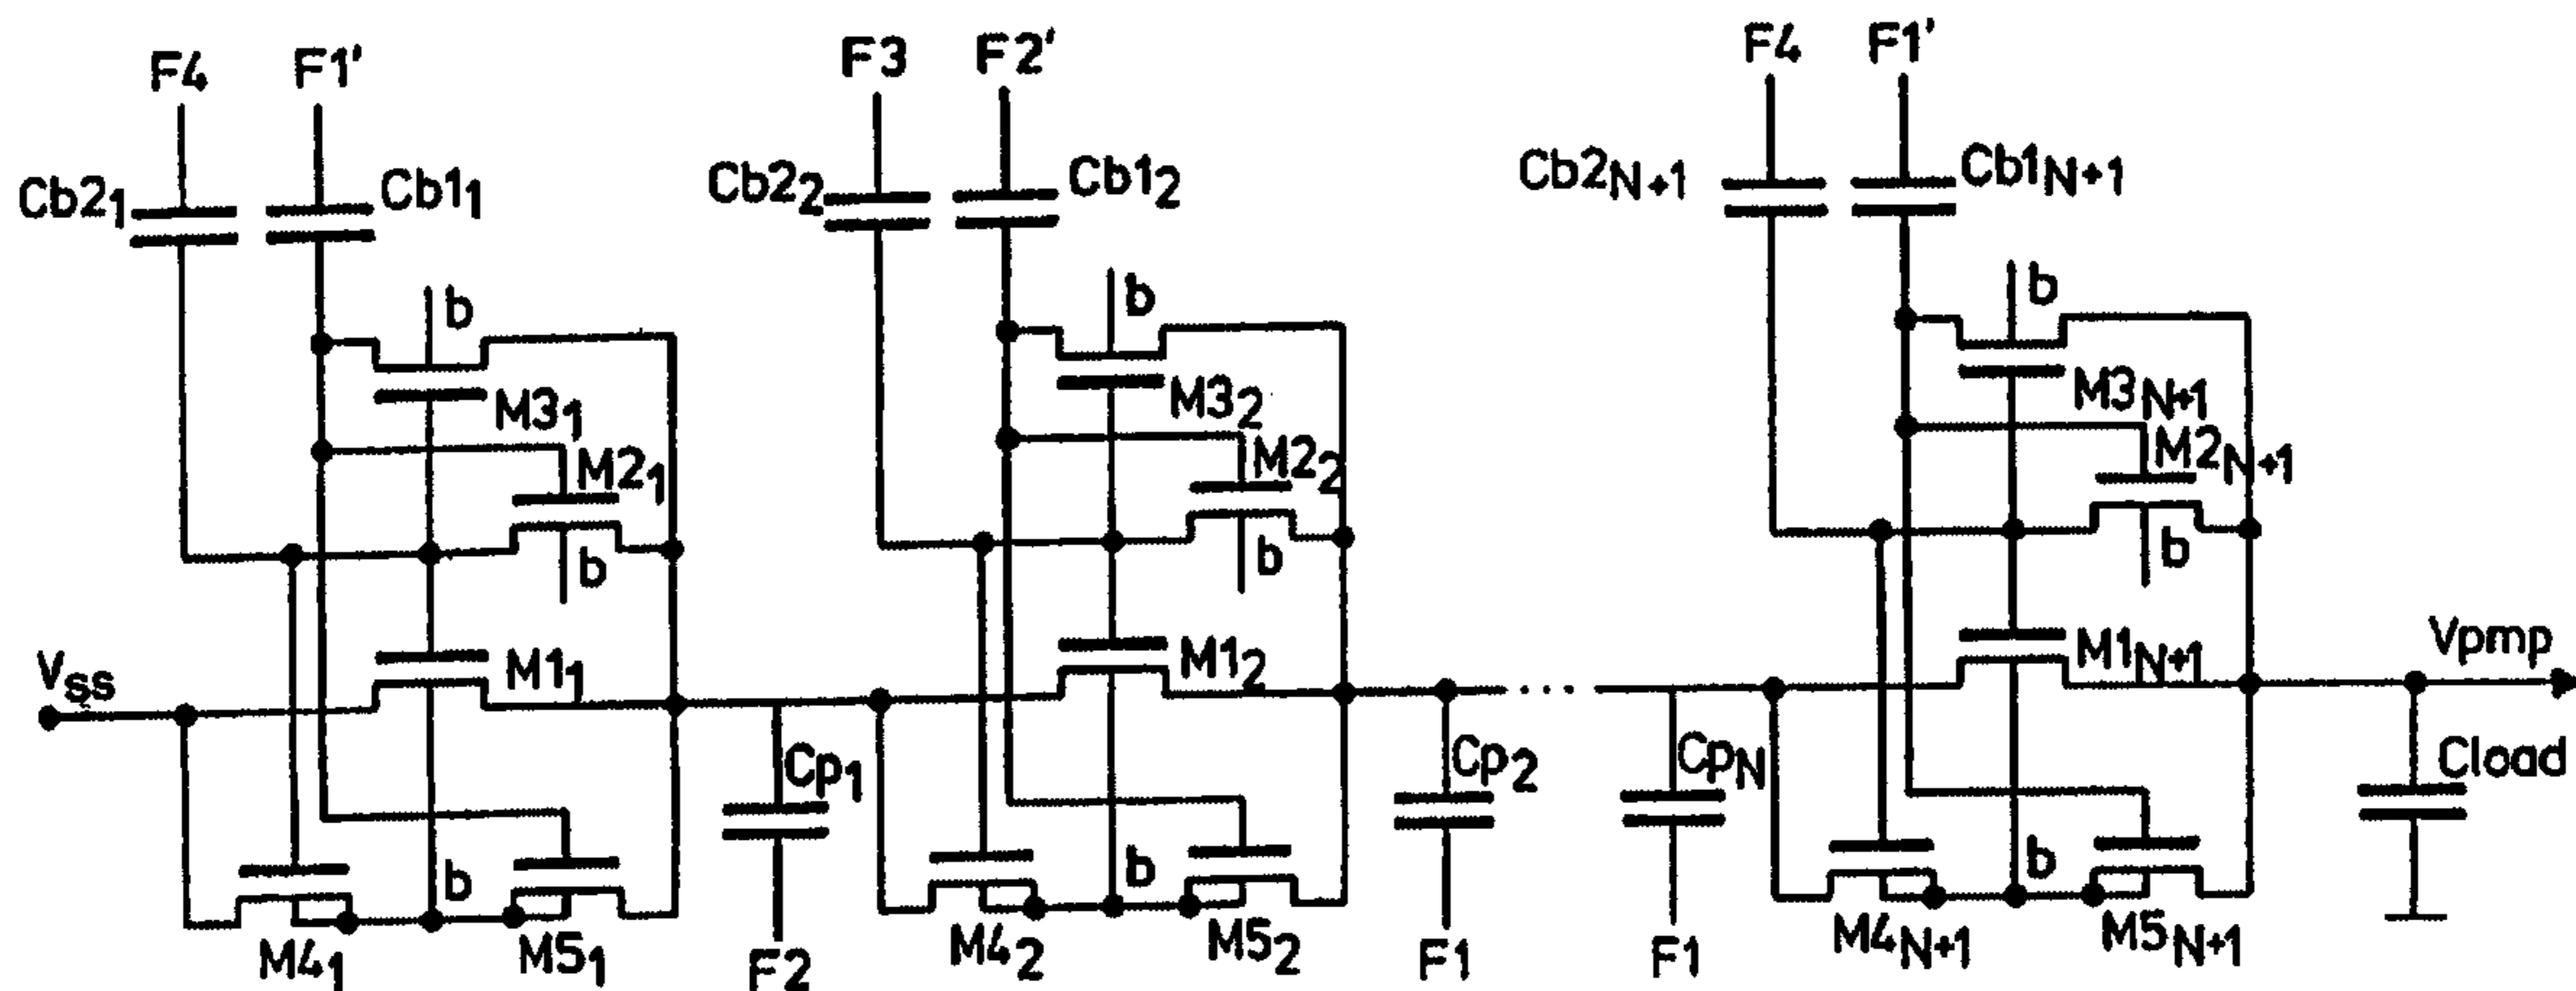 F4 F1' F3 F2' F4 F1'
Cb2₁ Cb1₁ Cb2₂ Cb1₂ Cb2N+1 Cb1N+1
b b b
M3₁ M3₂ M3N+1
M2₁ M2₂ M2N+1
b b b
Vss M1₁ M1₂ M1N+1 Vpmp
Cp₁ Cp₂ CpN Cload
b b b
M4₁ M5₁ F2 M4₂ M5₂ F1 F1 M4N+1 M5N+1